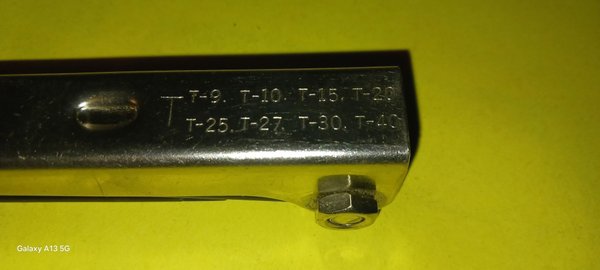 T T-9. T-10. T-15. T-20
T-25. T-27. T-30. T-40
Galaxy A13 5G